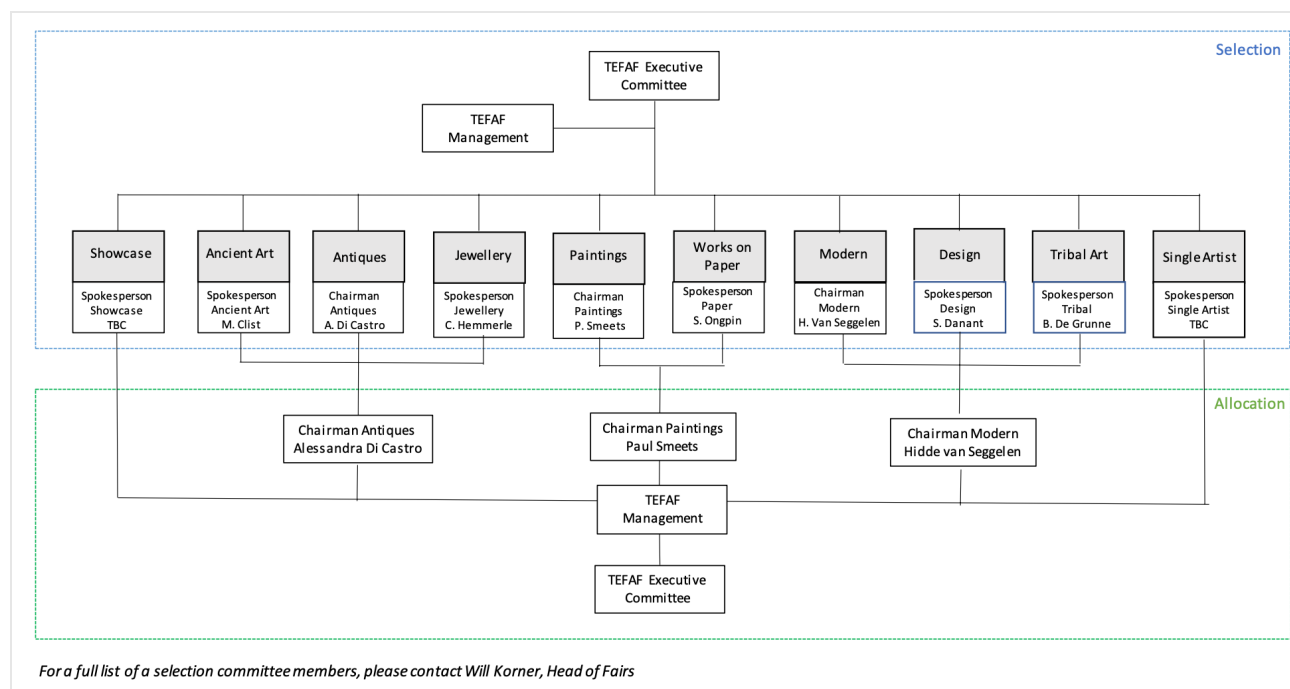 Selection
TEFAF Executive
Committee
TEFAF
Management
Showcase
Spokesperson
Showcase
TBC
Ancient Art
Spokesperson
Ancient Art
M. Clist
Antiques
Chairman
Antiques
A. Di Castro
Jewellery
Spokesperson
Jewellery
C. Hemmerle
Paintings
Chairman
Paintings
P. Smeets
Works on
Paper
Spokesperson
Paper
S. Ongpin
Modern
Chairman
Modern
H. Van Seggelen
Design
Spokesperson
Design
S. Danant
Tribal Art
Spokesperson
Tribal
B. De Grunne
Single Artist
Spokesperson
Single Artist
TBC
Allocation
Chairman Antiques
Alessandra Di Castro
Chairman Paintings
Paul Smeets
Chairman Modern
Hidde van Seggelen
TEFAF
Management
TEFAF Executive
Committee
For a full list of a selection committee members, please contact Will Korner, Head of Fairs